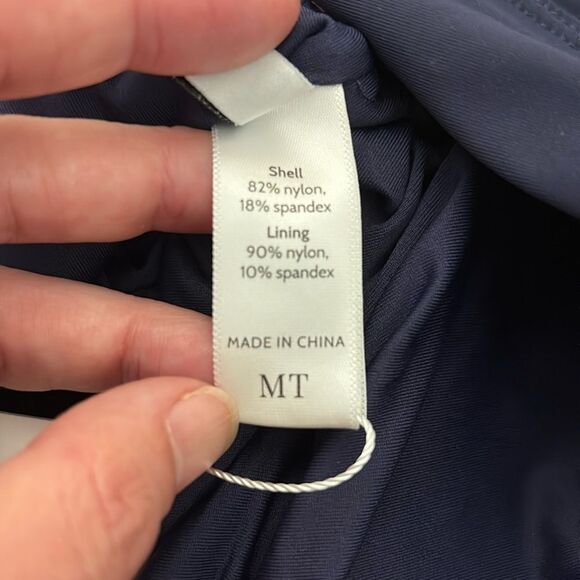 Shell
82% nylon,
18% spandex
Lining
90% nylon,
10% spandex
MADE IN CHINA
MT